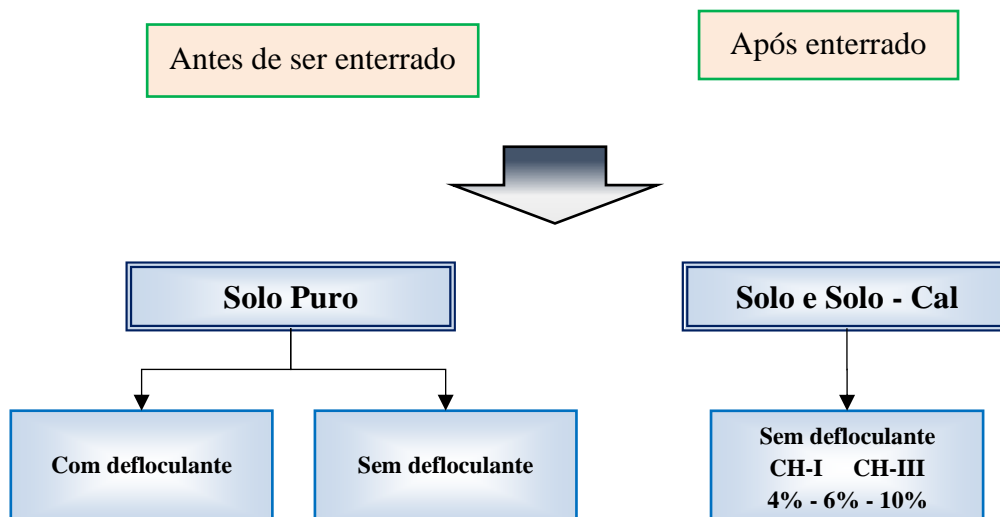 Antes de ser enterrado
Após enterrado
Solo Puro
Solo e Solo - Cal
Com defloculante
Sem defloculante
Sem defloculante
CH-I CH-III
4% - 6% - 10%